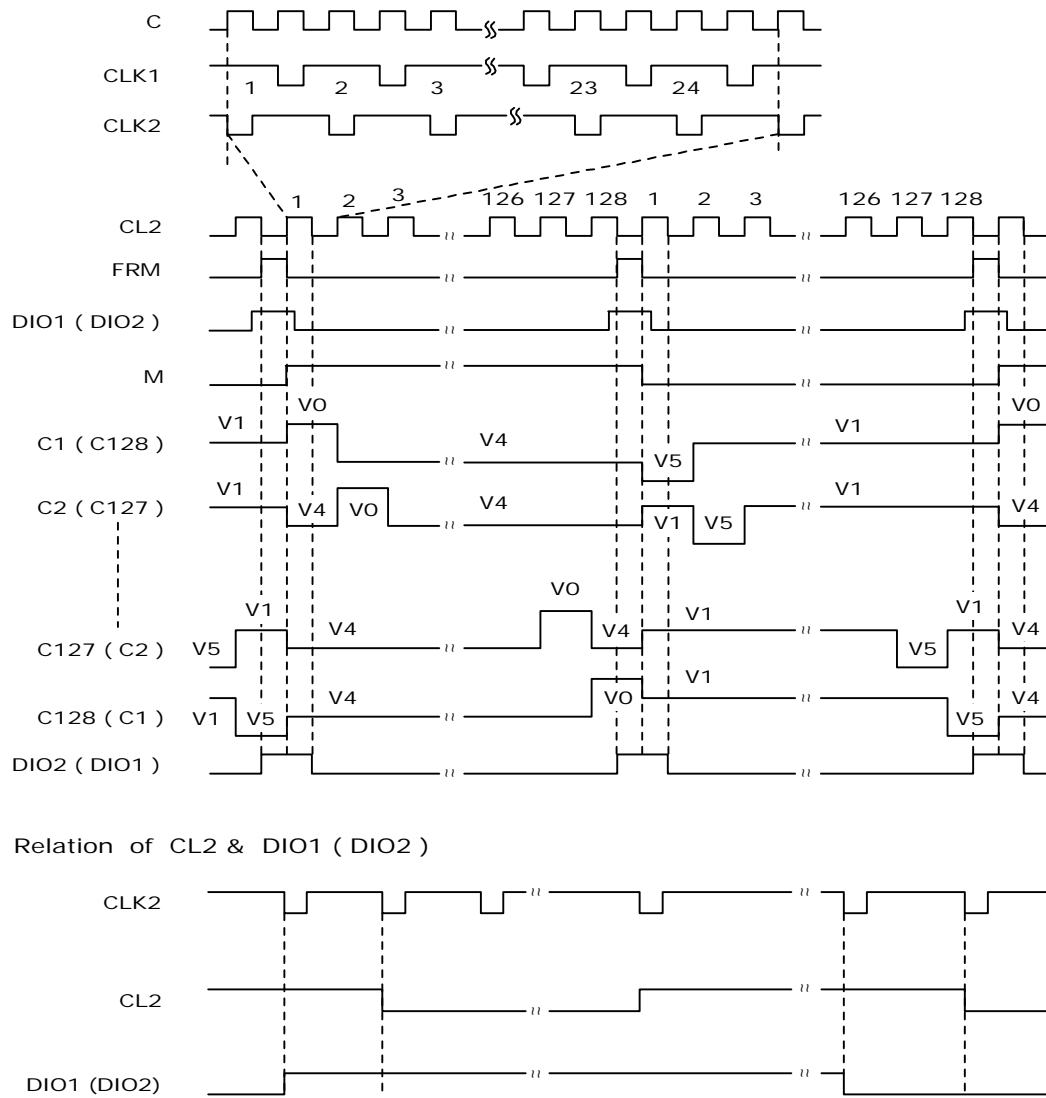 C
CLK1
1 2 3 23 24
CLK2
1 2 3 126 127 128 1 2 3 126 127 128
CL2
FRM
DIO1 ( DIO2 )
M
V1 V0 V4 V5 V1 V0
C1 ( C128 )
V1 V4 V0 V4 V1 V5 V1 V4
C2 ( C127 )
V5 V1 V4 V0 V4 V1 V5 V1 V4
C127 ( C2 )
V1 V5 V4 V0 V1 V5 V4
C128 ( C1 )
DIO2 ( DIO1 )
Relation of CL2 & DIO1 ( DIO2 )
CLK2
CL2
DIO1 (DIO2)